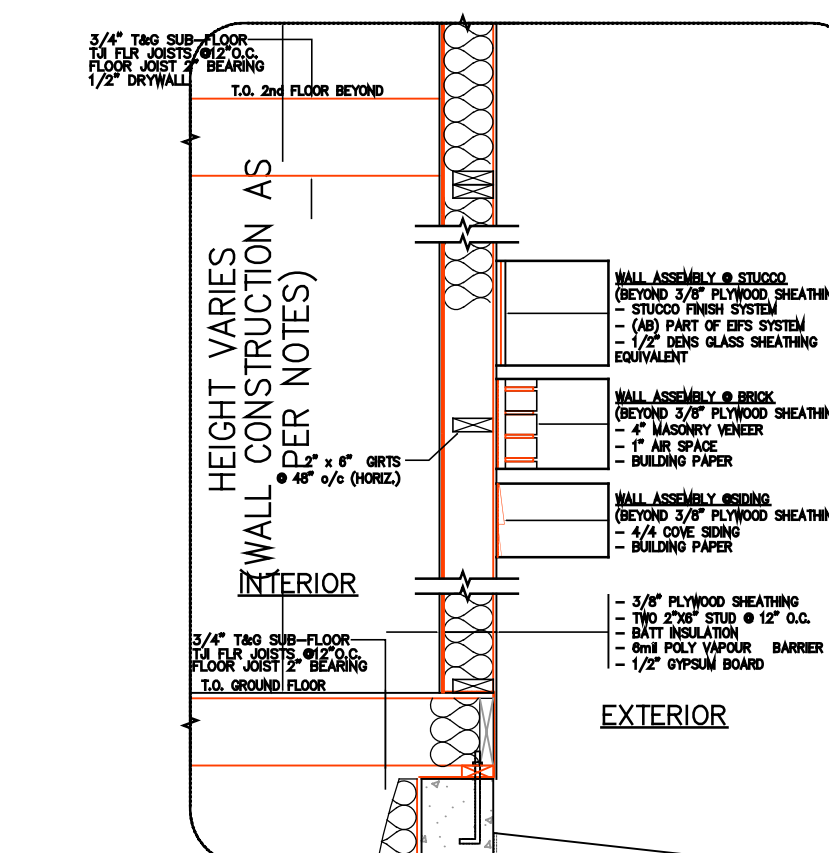 3/4" T&G SUB-FLOOR
TJI FLR JOISTS @12"O.C.
FLOOR JOIST 2" BEARING
1/2" DRYWALL
T.O. 2nd FLOOR BEYOND
HEIGHT VARIES
(WALL CONSTRUCTION AS
PER NOTES)
WALL ASSEMBLY @ STUCCO
(BEYOND 3/8" PLYWOOD SHEATHIN
- STUCCO FINISH SYSTEM
- (AB) PART OF EIFS SYSTEM
- 1/2" DENS GLASS SHEATHING
EQUIVALENT
WALL ASSEMBLY @ BRICK
(BEYOND 3/8" PLYWOOD SHEATHIN
- 4" MASONRY VENEER
- 1" AIR SPACE
- BUILDING PAPER
2" x 6" GIRTS
@ 48" o/c (HORIZ.)
WALL ASSEMBLY @SIDING
(BEYOND 3/8" PLYWOOD SHEATHIN
- 4/4 COVE SIDING
- BUILDING PAPER
INTERIOR
- 3/8" PLYWOOD SHEATHING
- TWO 2"X6" STUD @ 12" O.C.
- BATT INSULATION
- 6mil POLY VAPOUR BARRIER
- 1/2" GYPSUM BOARD
3/4" T&G SUB-FLOOR
TJI FLR JOISTS @12"O.C.
FLOOR JOIST 2" BEARING
T.O. GROUND FLOOR
EXTERIOR